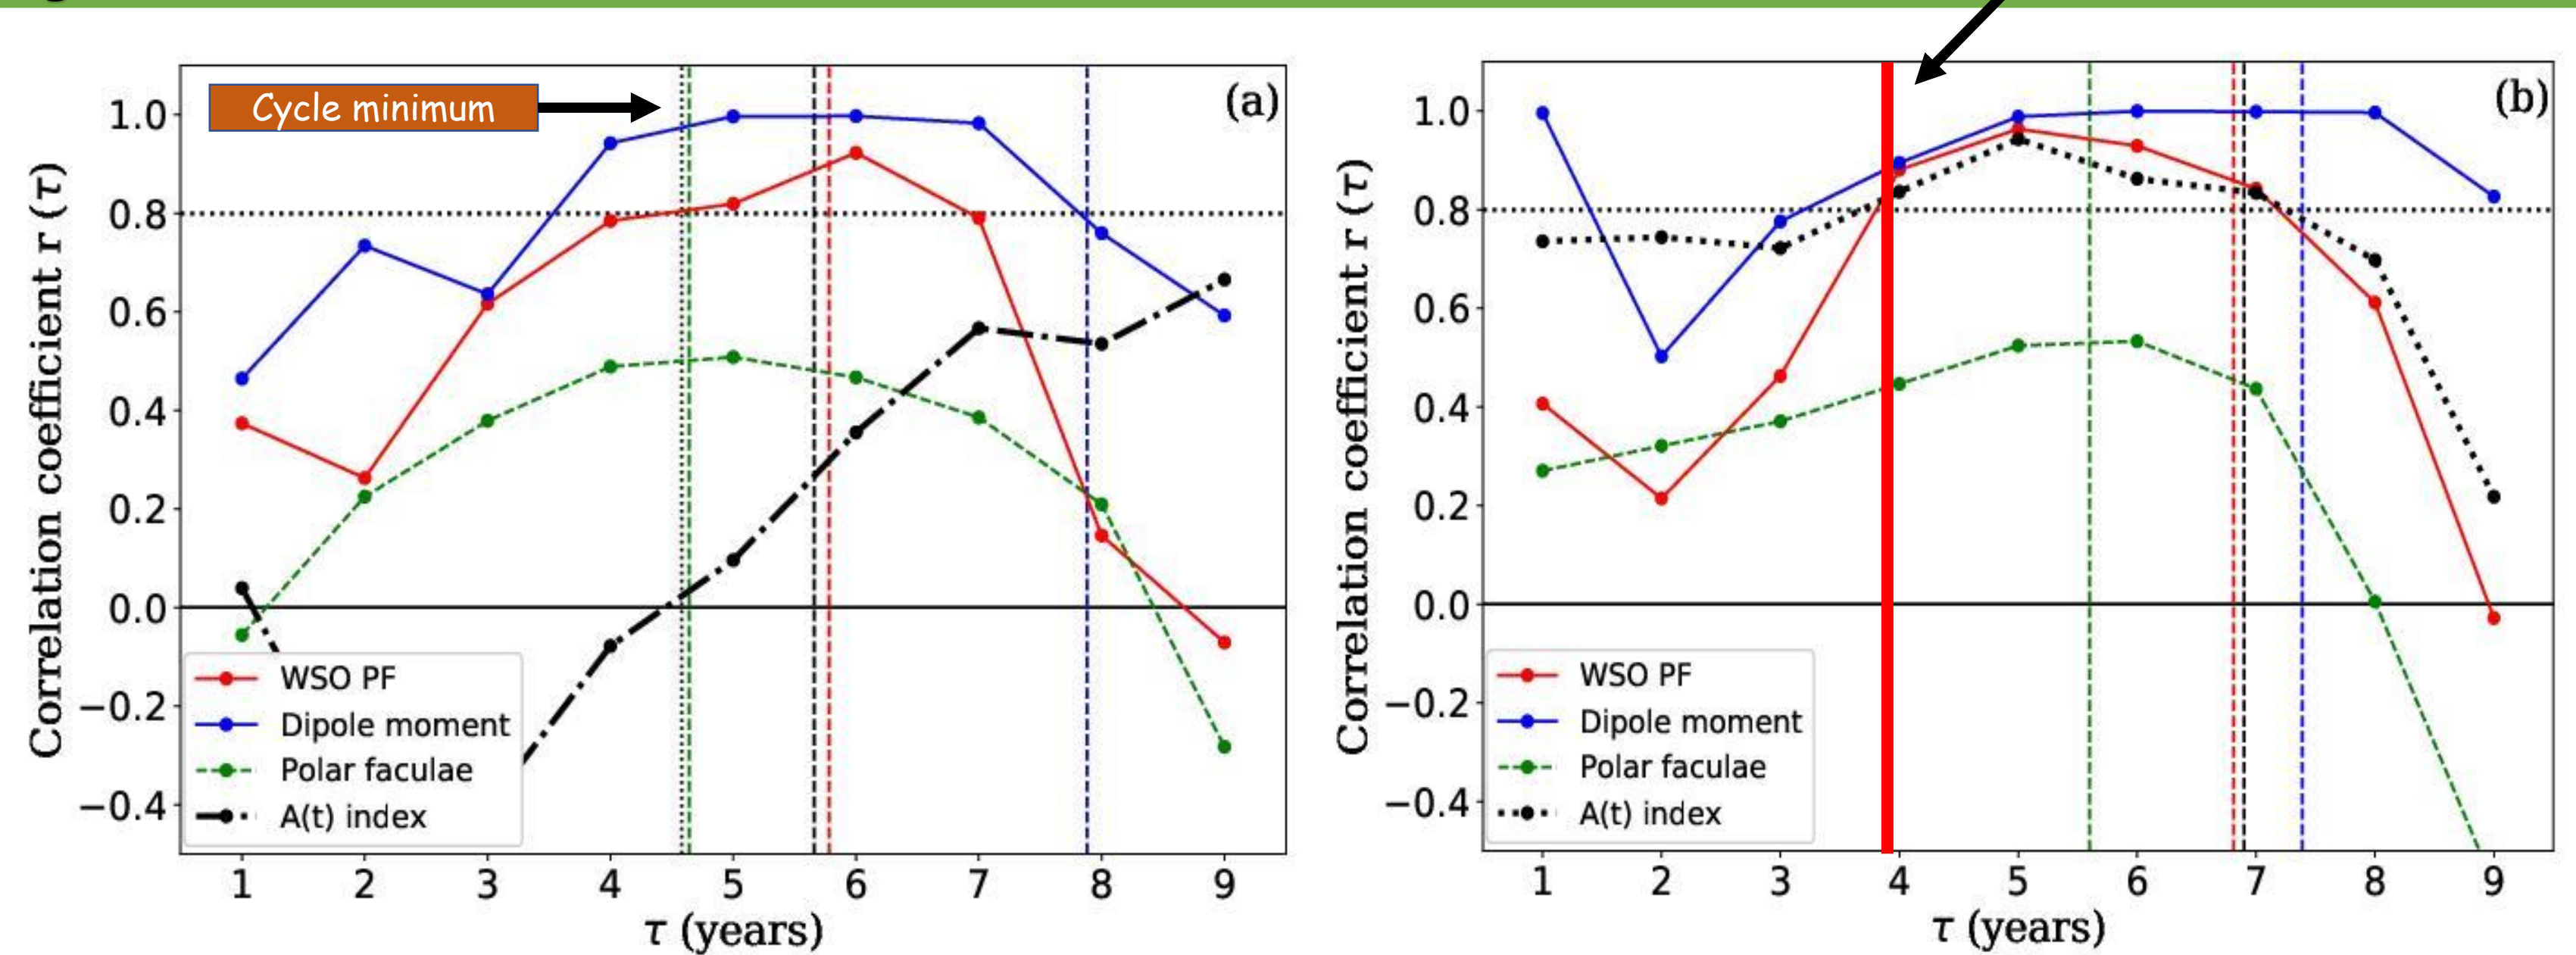 Cycle minimum
(a)
Correlation coefficient r (τ)
1.0
0.8
0.6
0.4
0.2
0.0
−0.2
−0.4
WSO PF
Dipole moment
Polar faculae
A(t) index
1 2 3 4 5 6 7 8 9
τ (years)
(b)
Correlation coefficient r (τ)
1.0
0.8
0.6
0.4
0.2
0.0
−0.2
−0.4
WSO PF
Dipole moment
Polar faculae
A(t) index
1 2 3 4 5 6 7 8 9
τ (years)